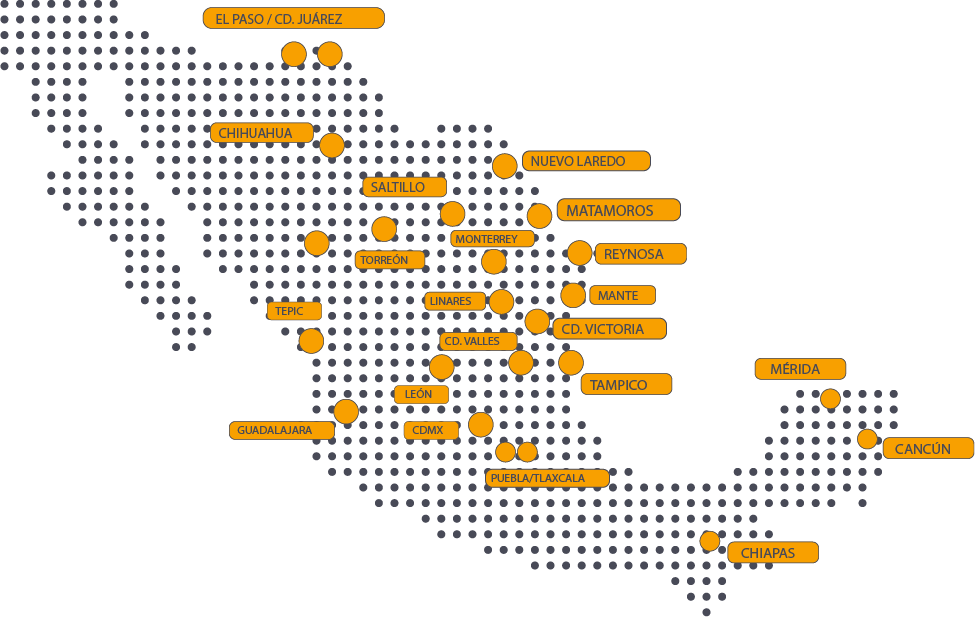 EL PASO / CD. JUÁREZ
CHIHUAHUA
NUEVO LAREDO
SALTILLO
MATAMOROS
MONTERREY
REYNOSA
TORREÓN
MANTE
LINARES
TEPIC
CD. VICTORIA
CD. VALLES
MÉRIDA
TAMPICO
LEÓN
GUADALAJARA
CDMX
CANCÚN
PUEBLA/TLAXCALA
CHIAPAS